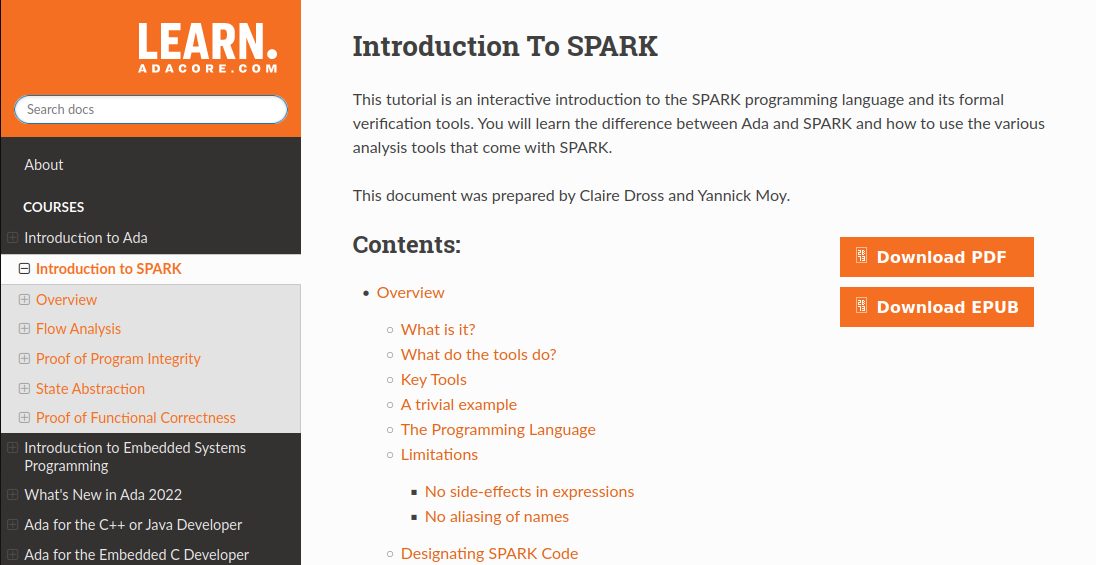 LEARN.
ADACORE.COM
Search docs
About
COURSES
Introduction to Ada
Introduction to SPARK
Overview
Flow Analysis
Proof of Program Integrity
State Abstraction
Proof of Functional Correctness
Introduction to Embedded Systems
Programming
What's New in Ada 2022
Ada for the C++ or Java Developer
Ada for the Embedded C Developer
Introduction To SPARK
This tutorial is an interactive introduction to the SPARK programming language and its formal
verification tools. You will learn the difference between Ada and SPARK and how to use the various
analysis tools that come with SPARK.
This document was prepared by Claire Dross and Yannick Moy.
Contents:
Download PDF
Download EPUB
• Overview
○ What is it?
○ What do the tools do?
○ Key Tools
○ A trivial example
○ The Programming Language
○ Limitations
▪ No side-effects in expressions
▪ No aliasing of names
○ Designating SPARK Code